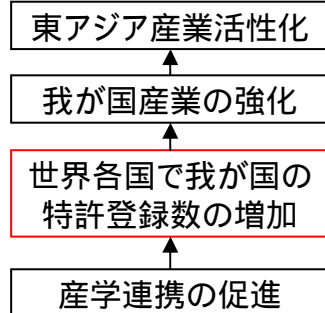 東アジア産業活性化
我が国産業の強化
世界各国で我が国の
特許登録数の増加
産学連携の促進